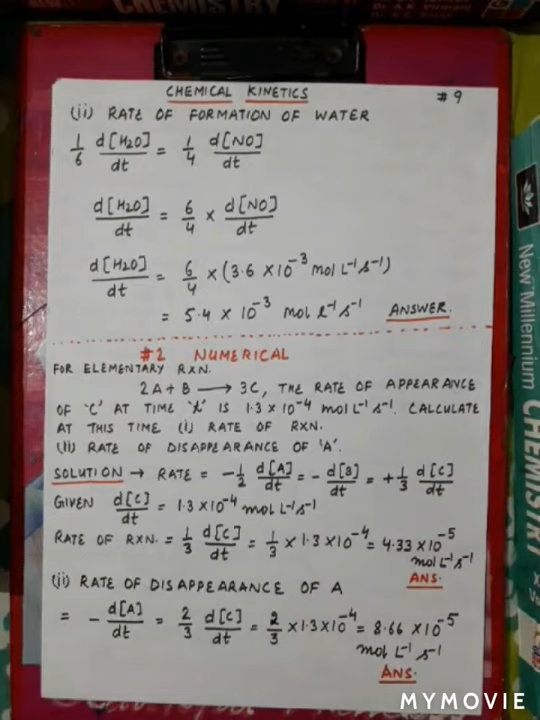 CHEMISTRY
CHEMICAL KINETICS #9
(ii) RATE OF FORMATION OF WATER
1/6 d[H2O]/dt = 1/4 d[NO]/dt
d[H2O]/dt = 6/4 × d[NO]/dt
d[H2O]/dt = 6/4 × (3.6 × 10⁻³ mol L⁻¹ s⁻¹)
= 5.4 × 10⁻³ mol l⁻¹ s⁻¹ ANSWER.
#2 NUMERICAL
FOR ELEMENTARY RXN.
2A + B ⟶ 3C, THE RATE OF APPEARANCE
OF 'C' AT TIME 't' IS 1.3 × 10⁻⁴ mol L⁻¹ s⁻¹. CALCULATE
AT THIS TIME (i) RATE OF RXN.
(ii) RATE OF DISAPPEARANCE OF 'A'.
SOLUTION → RATE = -1/2 d[A]/dt = - d[B]/dt = +1/3 d[C]/dt
GIVEN d[C]/dt = 1.3 × 10⁻⁴ mol L⁻¹ s⁻¹
RATE OF RXN. = 1/3 d[C]/dt = 1/3 × 1.3 × 10⁻⁴ = 4.33 × 10⁻⁵
mol L⁻¹ s⁻¹
ANS.
(ii) RATE OF DISAPPEARANCE OF A
= - d[A]/dt = 2/3 d[C]/dt = 2/3 × 1.3 × 10⁻⁴ = 8.66 × 10⁻⁵
mol L⁻¹ s⁻¹
ANS.
New Millennium
CHEMISTRY
MYMOVIE